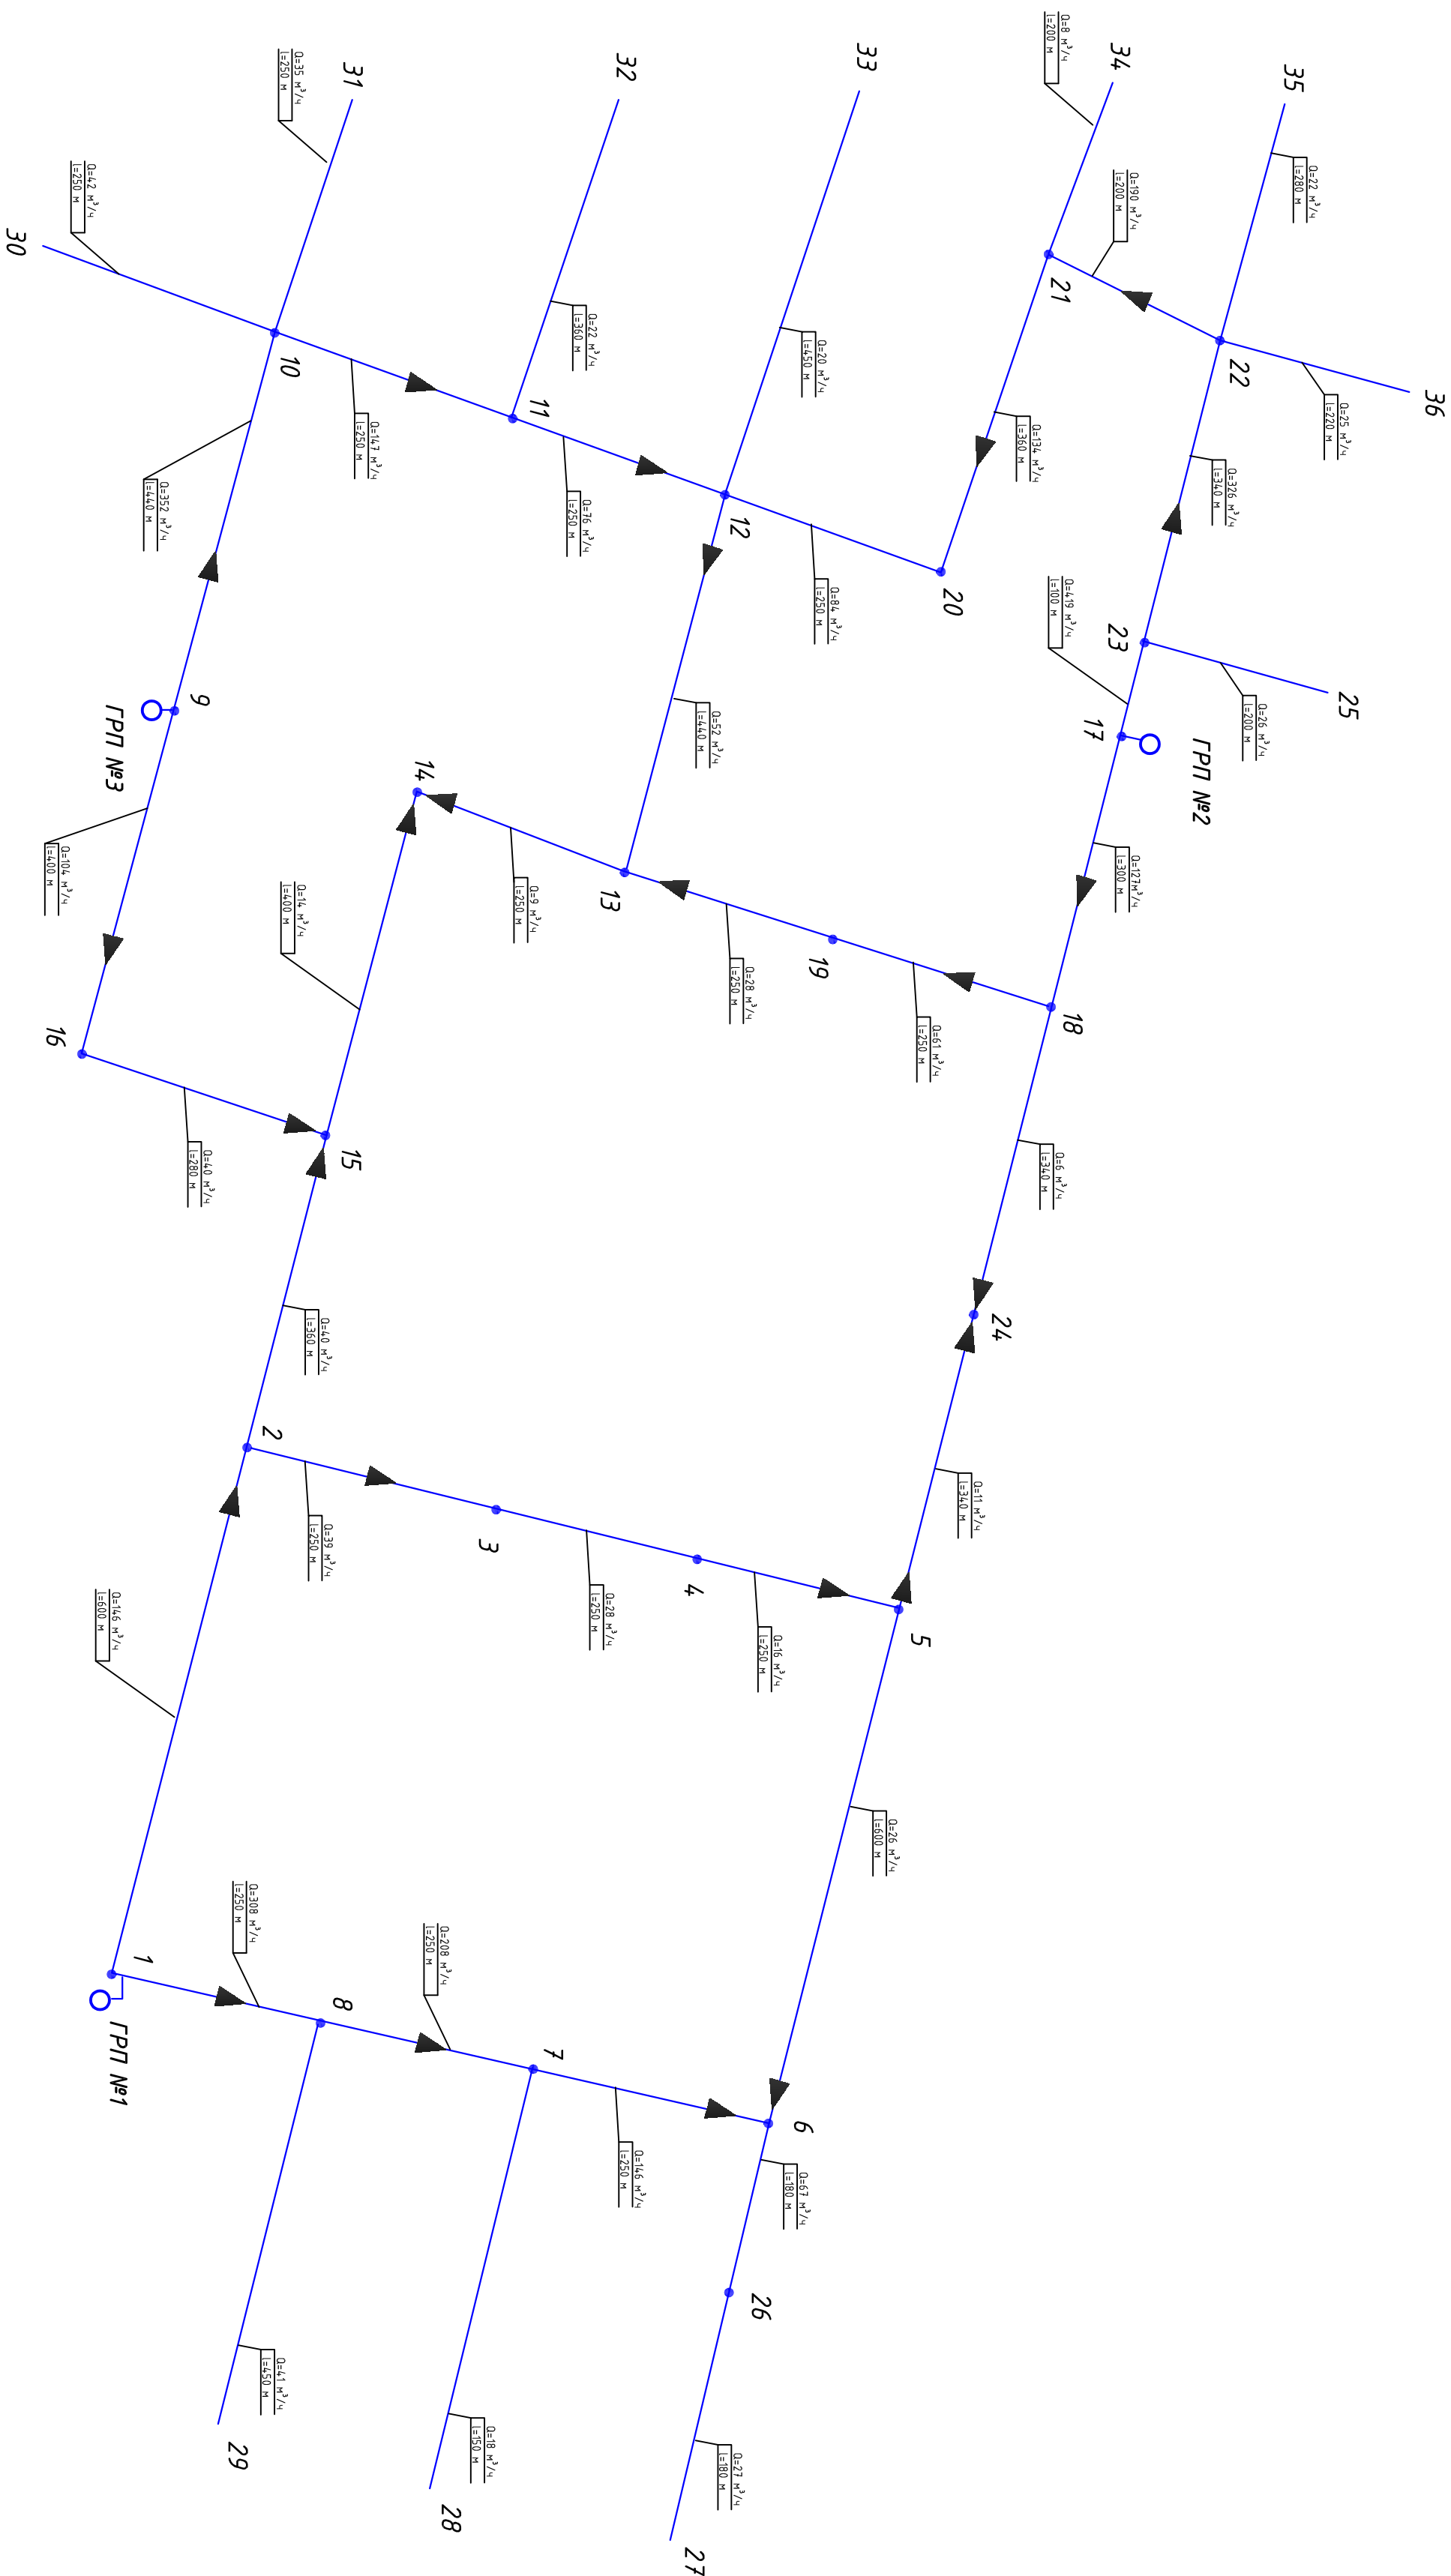 35
Q=22 м³/ч
l=280 м
34
Q=8 м³/ч
l=200 м
33
32
31
Q=35 м³/ч
l=250 м
30
Q=42 м³/ч
l=250 м
Q=190 м³/ч
l=200 м
21
22
36
Q=25 м³/ч
l=220 м
Q=326 м³/ч
l=340 м
Q=134 м³/ч
l=360 м
Q=20 м³/ч
l=450 м
Q=22 м³/ч
l=360 м
10
11
Q=147 м³/ч
l=250 м
Q=352 м³/ч
l=440 м
Q=76 м³/ч
l=250 м
12
20
Q=84 м³/ч
l=250 м
23
Q=419 м³/ч
l=100 м
25
Q=26 м³/ч
l=200 м
17
ГРП №2
Q=52 м³/ч
l=440 м
9
ГРП №3
14
Q=104 м³/ч
l=400 м
Q=127м³/ч
l=300 м
13
Q=9 м³/ч
l=250 м
Q=14 м³/ч
l=400 м
19
Q=28 м³/ч
l=250 м
18
Q=61 м³/ч
l=250 м
16
15
Q=40 м³/ч
l=280 м
Q=6 м³/ч
l=340 м
24
Q=40 м³/ч
l=360 м
2
Q=39 м³/ч
l=250 м
3
Q=28 м³/ч
l=250 м
4
Q=16 м³/ч
l=250 м
Q=11 м³/ч
l=340 м
5
Q=146 м³/ч
l=600 м
Q=26 м³/ч
l=600 м
1
ГРП №1
Q=308 м³/ч
l=250 м
8
Q=208 м³/ч
l=250 м
7
Q=146 м³/ч
l=250 м
6
Q=67 м³/ч
l=180 м
26
Q=41 м³/ч
l=450 м
29
Q=18 м³/ч
l=150 м
28
Q=27 м³/ч
l=180 м
27